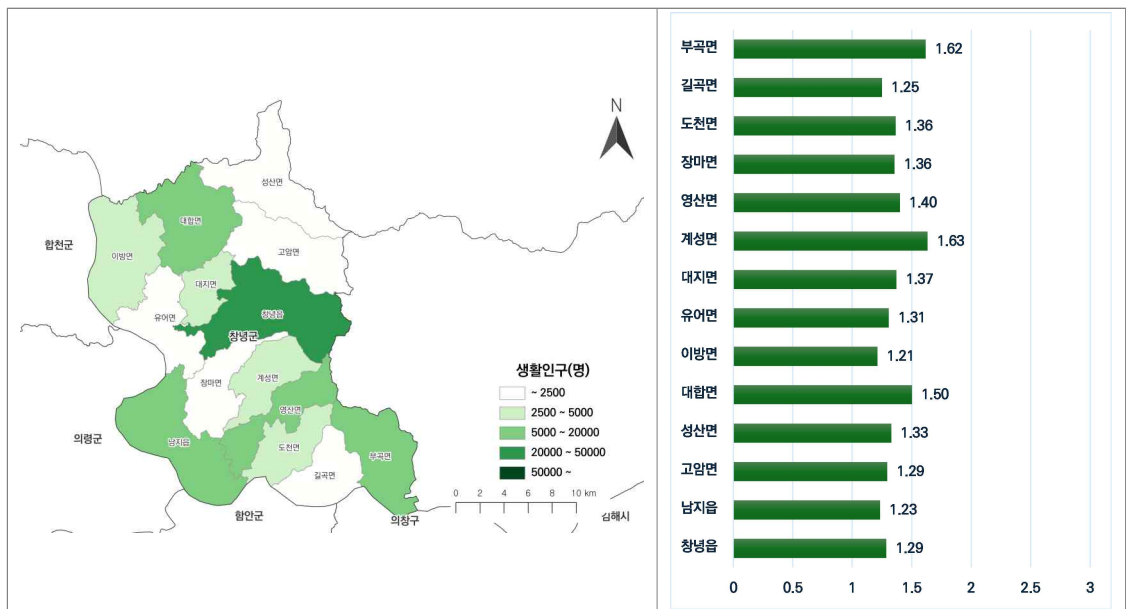 N
성산면
대합면
합천군
고암면
이방면
대지면
유어면
창녕읍
창녕군
장마면
계성면
영산면
의령군
남지읍
도천면
부곡면
길곡면
함안군
의창구
김해시
생활인구(명)
~ 2500
2500 ~ 5000
5000 ~ 20000
20000 ~ 50000
50000 ~
0 2 4 6 8 10 km
부곡면 1.62
길곡면 1.25
도천면 1.36
장마면 1.36
영산면 1.40
계성면 1.63
대지면 1.37
유어면 1.31
이방면 1.21
대합면 1.50
성산면 1.33
고암면 1.29
남지읍 1.23
창녕읍 1.29
0 0.5 1 1.5 2 2.5 3